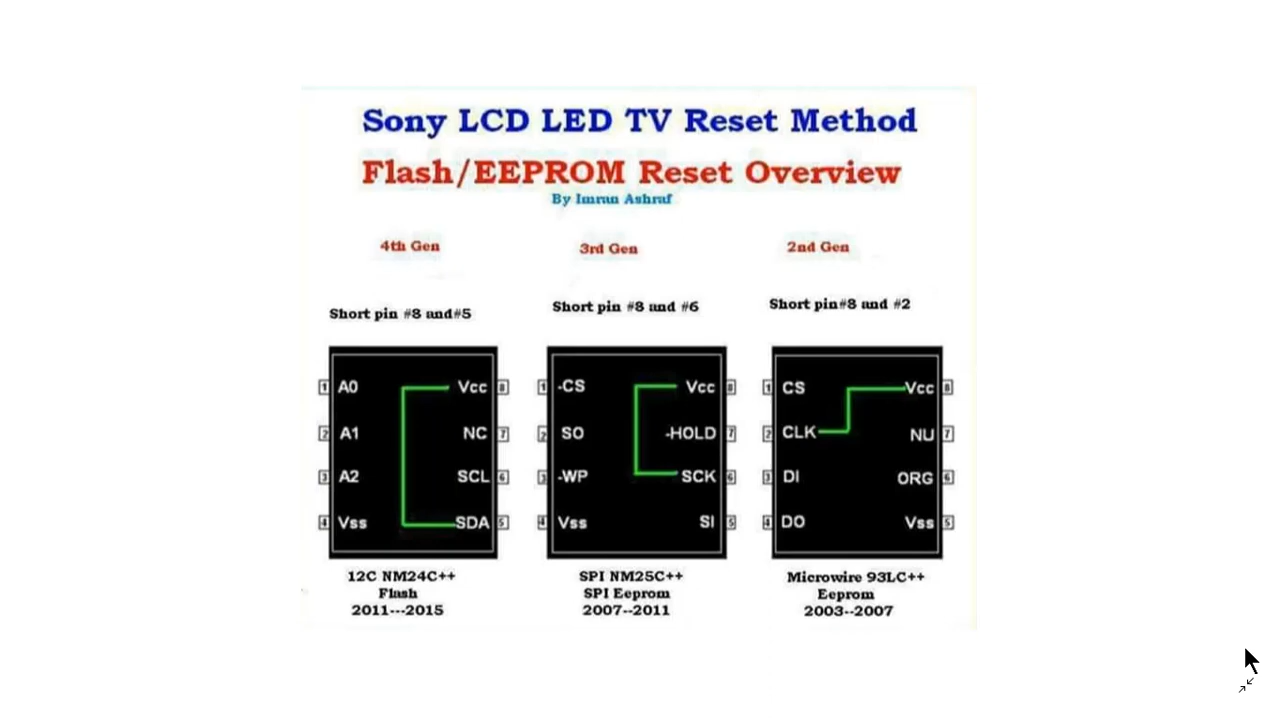 Sony LCD LED TV Reset Method
Flash/EEPROM Reset Overview
By Imran Ashraf
4th Gen
Short pin #8 and#5
1 A0 Vcc 8
2 A1 NC 7
3 A2 SCL 6
4 Vss SDA 5
12C NM24C++
Flash
2011---2015
3rd Gen
Short pin #8 and #6
1 -CS Vcc 8
2 SO -HOLD 7
3 -WP SCK 6
4 Vss SI 5
SPI NM25C++
SPI Eeprom
2007--2011
2nd Gen
Short pin#8 and #2
1 CS Vcc 8
2 CLK NU 7
3 DI ORG 6
4 DO Vss 5
Microwire 93LC++
Eeprom
2003--2007